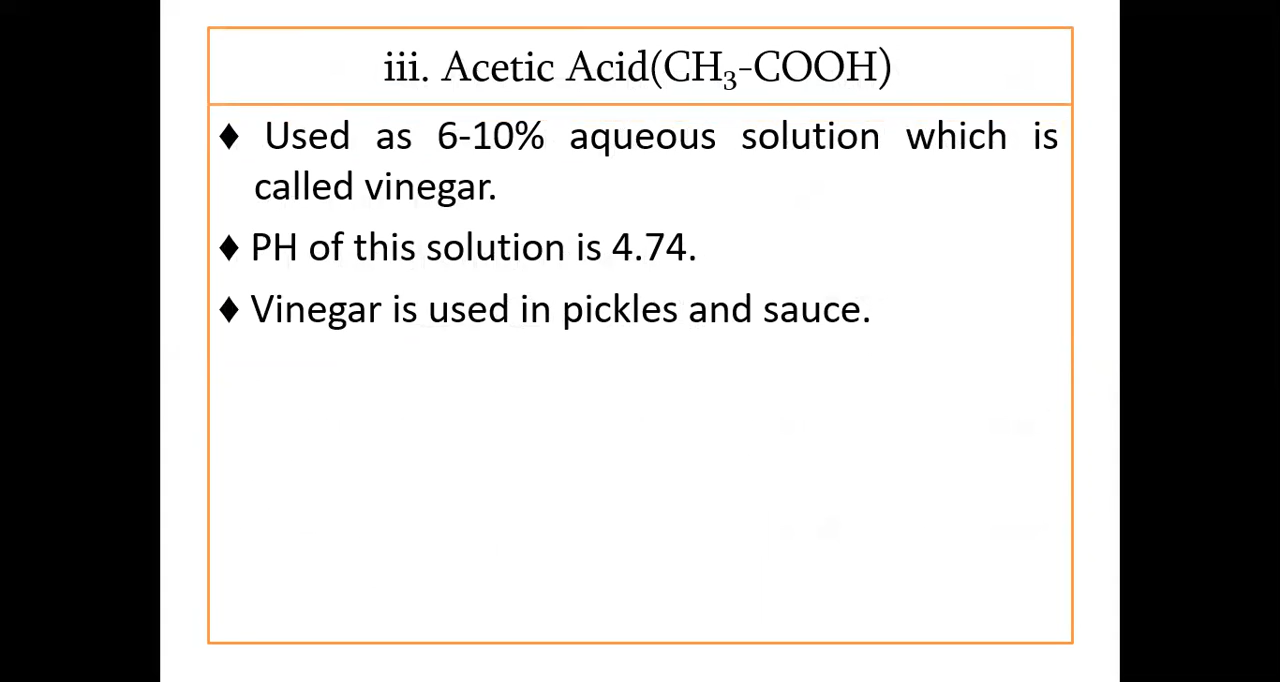 iii. Acetic Acid(CH₃-COOH)
♦ Used as 6-10% aqueous solution which is
called vinegar.
♦ PH of this solution is 4.74.
♦ Vinegar is used in pickles and sauce.